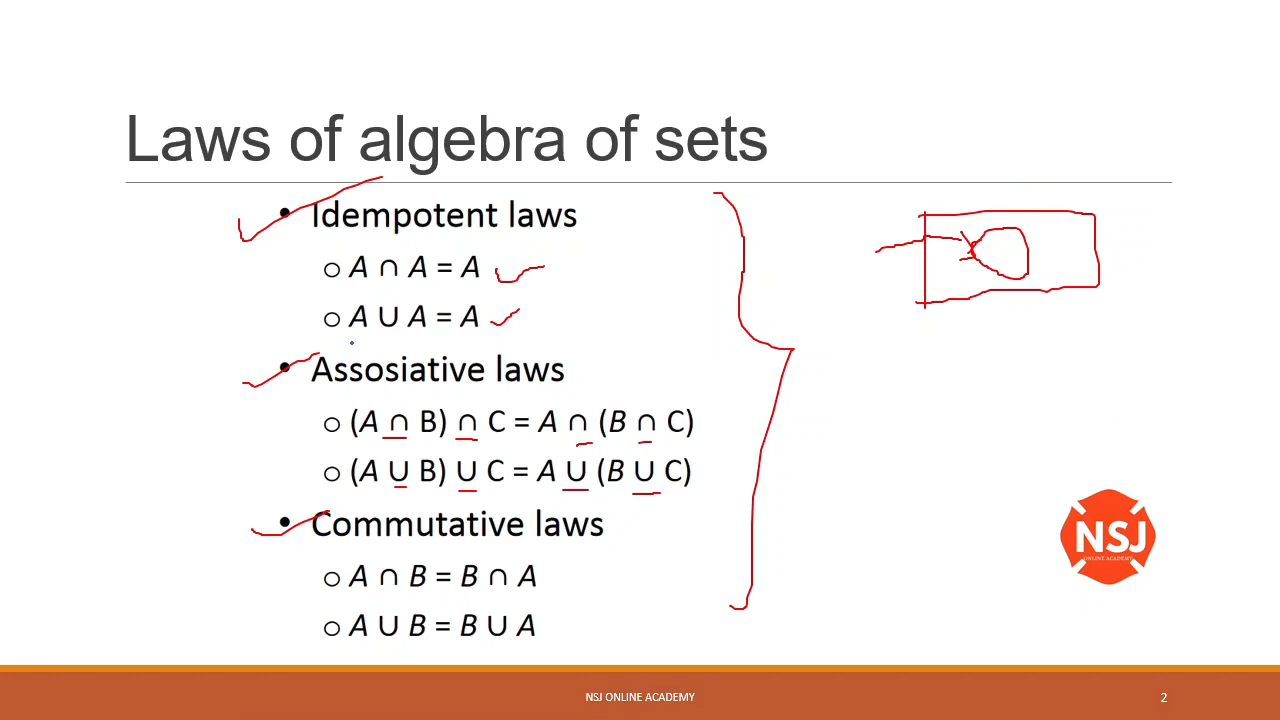 Laws of algebra of sets
• Idempotent laws
o A ∩ A = A
o A ∪ A = A
• Assosiative laws
o (A ∩ B) ∩ C = A ∩ (B ∩ C)
o (A ∪ B) ∪ C = A ∪ (B ∪ C)
• Commutative laws
o A ∩ B = B ∩ A
o A ∪ B = B ∪ A
NSJ
ONLINE ACADEMY
NSJ ONLINE ACADEMY
2